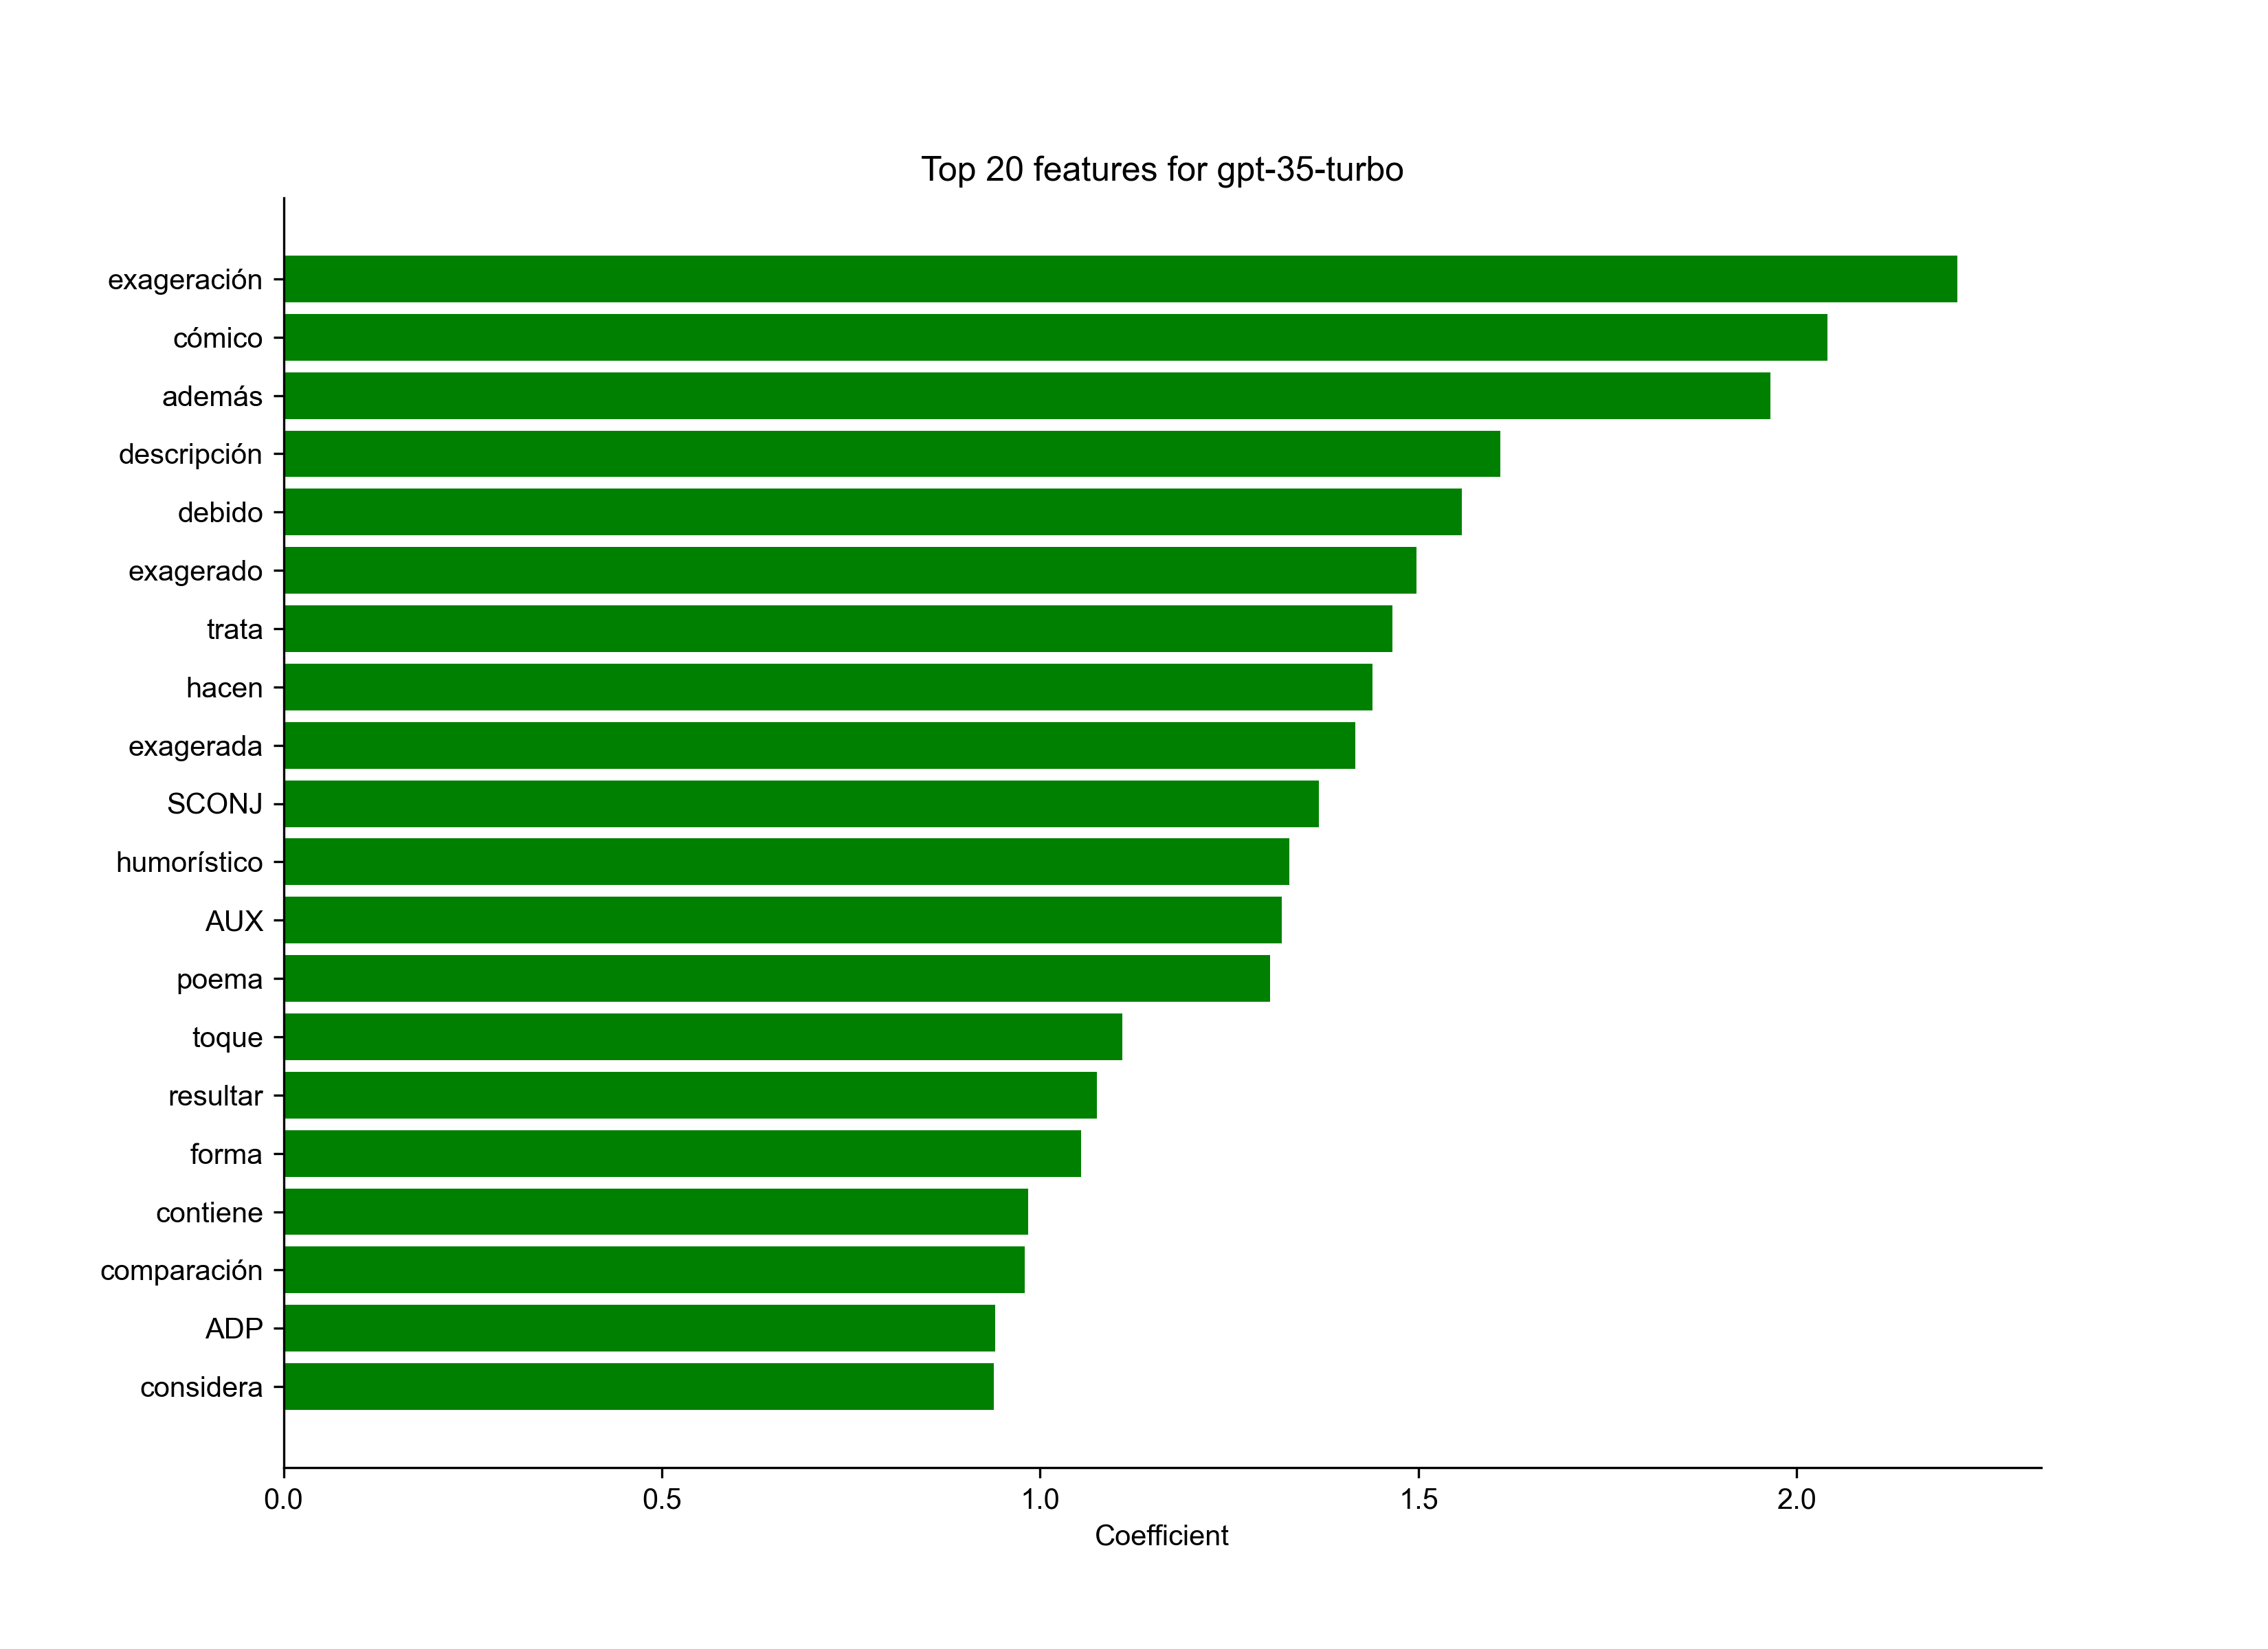 Top 20 features for gpt-35-turbo
exageración
cómico
además
descripción
debido
exagerado
trata
hacen
exagerada
SCONJ
humorístico
AUX
poema
toque
resultar
forma
contiene
comparación
ADP
considera
0.0 0.5 1.0 1.5 2.0
Coefficient